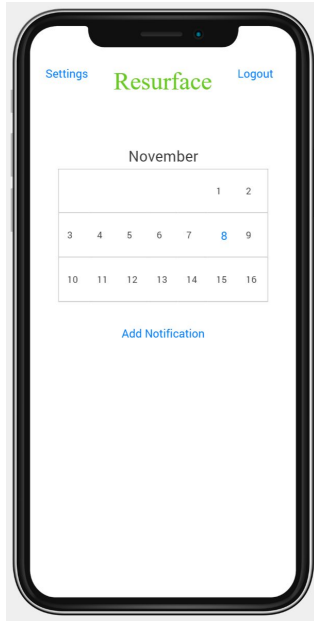 Settings Resurface Logout
November
1 2
3 4 5 6 7 8 9
10 11 12 13 14 15 16
Add Notification